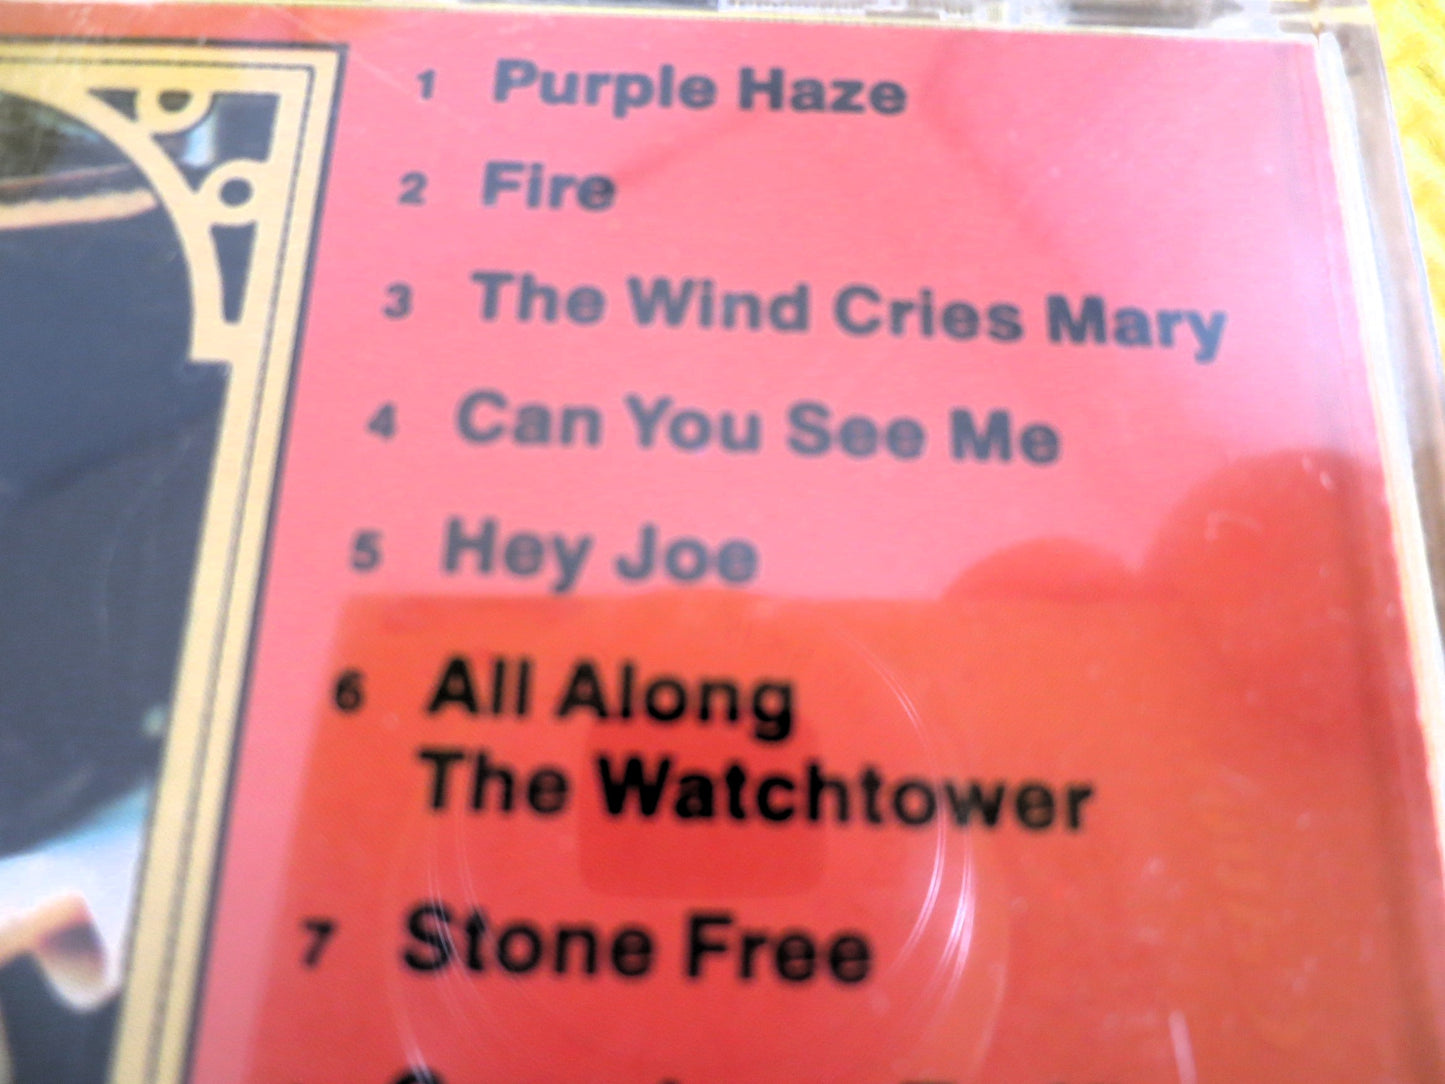 1 Purple Haze
2 Fire
3 The Wind Cries Mary
4 Can You See Me
5 Hey Joe
6 All Along
The Watchtower
7 Stone Free